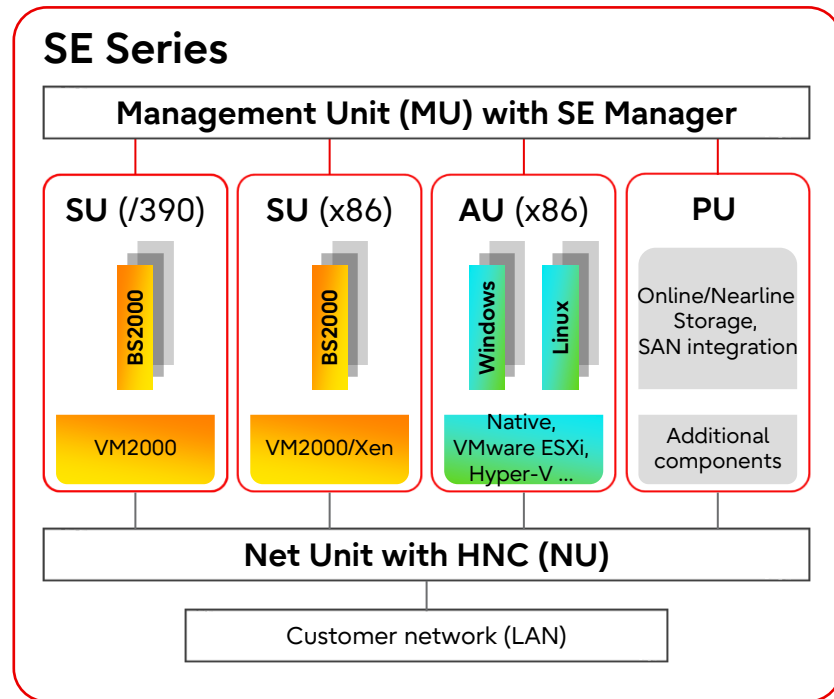 SE Series
Management Unit (MU) with SE Manager
SU (/390)
BS2000
VM2000
SU (x86)
BS2000
VM2000/Xen
AU (x86)
Windows
Linux
Native,
VMware ESXi,
Hyper-V ...
PU
Online/Nearline
Storage,
SAN integration
Additional
components
Net Unit with HNC (NU)
Customer network (LAN)